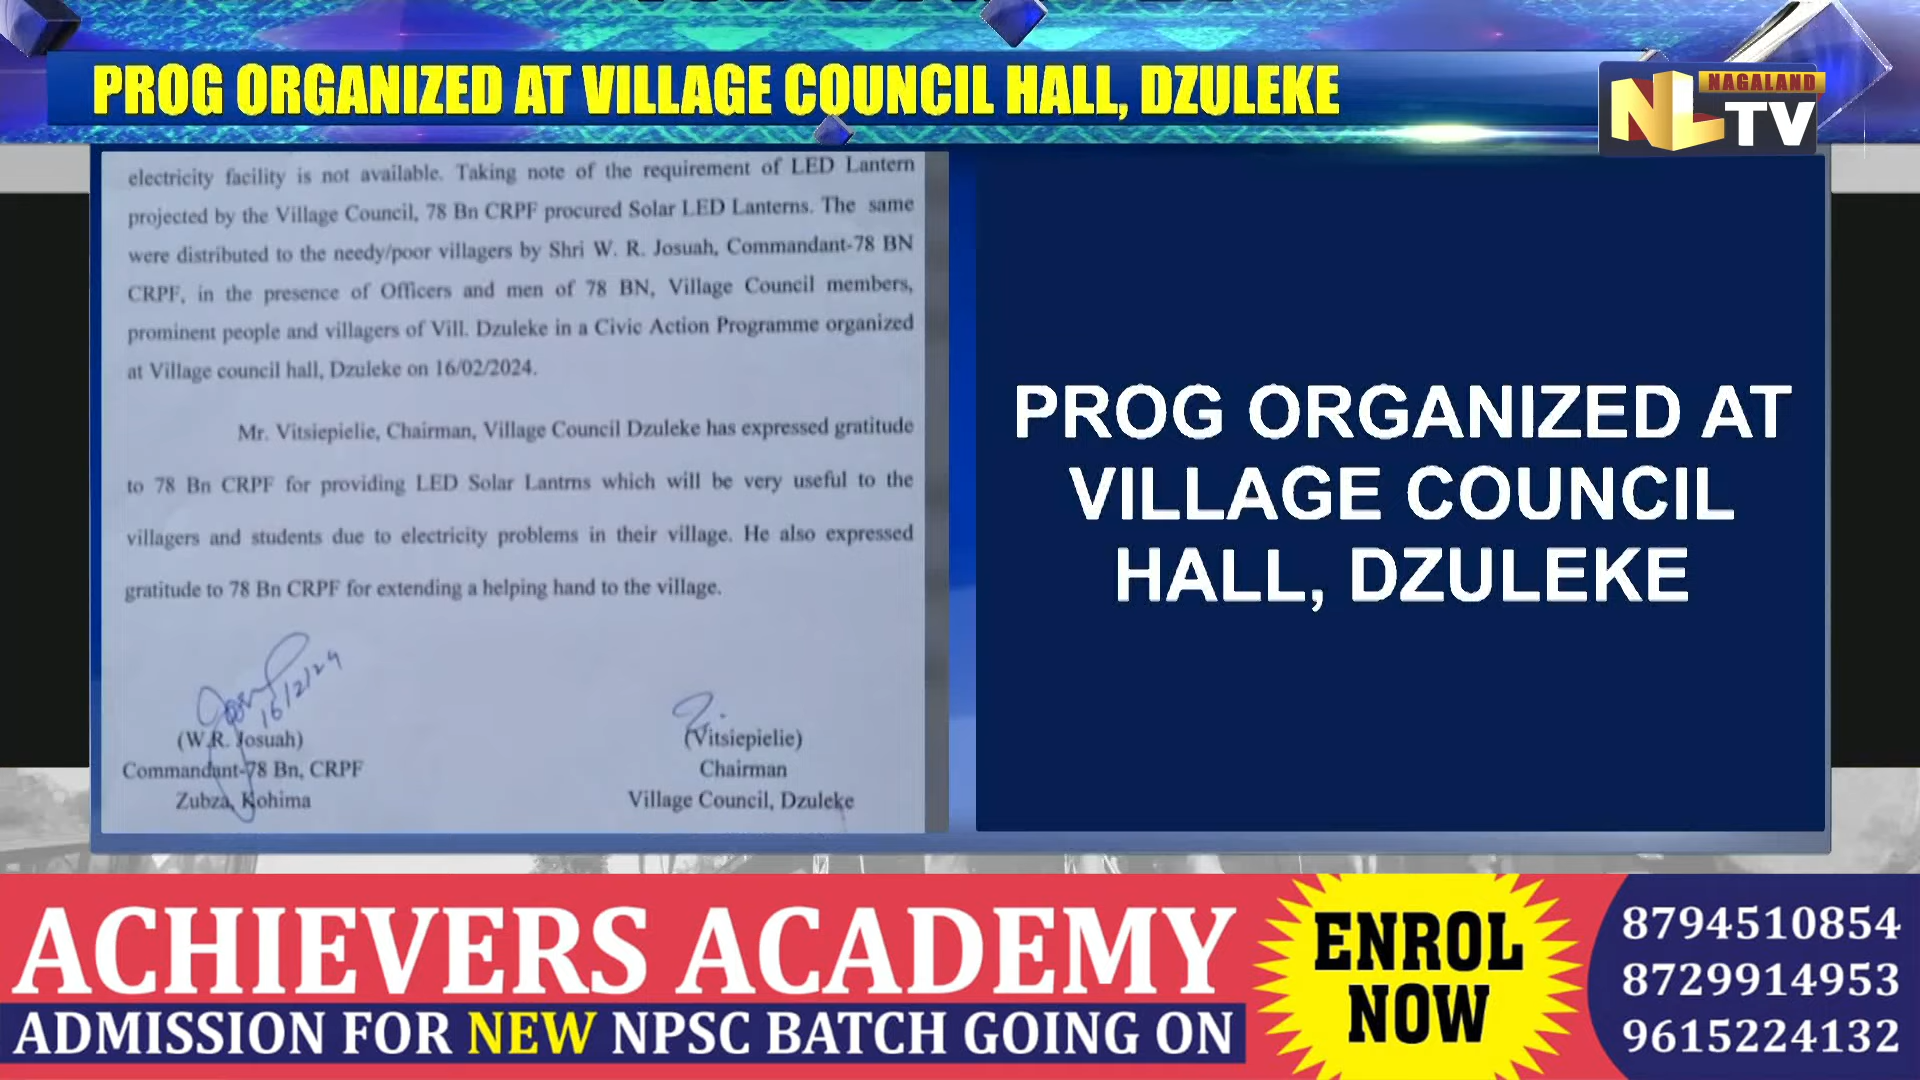 PROG ORGANIZED AT VILLAGE COUNCIL HALL, DZULEKE
NAGALAND
NL TV
electricity facility is not available. Taking note of the requirement of LED Lantern
projected by the Village Council, 78 Bn CRPF procured Solar LED Lanterns. The same
were distributed to the needy/poor villagers by Shri W. R. Josuah, Commandant-78 BN
CRPF, in the presence of Officers and men of 78 BN, Village Council members,
prominent people and villagers of Vill. Dzuleke in a Civic Action Programme organized
at Village council hall, Dzuleke on 16/02/2024.
Mr. Vitsiepielie, Chairman, Village Council Dzuleke has expressed gratitude
to 78 Bn CRPF for providing LED Solar Lantrns which will be very useful to the
villagers and students due to electricity problems in their village. He also expressed
gratitude to 78 Bn CRPF for extending a helping hand to the village.
16/2/24
(W.R. Josuah)
Commandant-78 Bn, CRPF
Zubza, Kohima
(Vitsiepielie)
Chairman
Village Council, Dzuleke
PROG ORGANIZED AT
VILLAGE COUNCIL
HALL, DZULEKE
ACHIEVERS ACADEMY
ADMISSION FOR NEW NPSC BATCH GOING ON
ENROL
NOW
8794510854
8729914953
9615224132